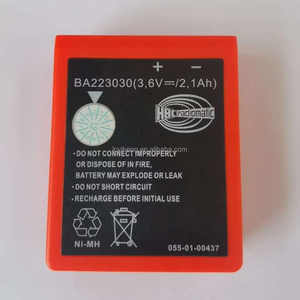 + −
BA223030(3,6V⎓/2,1Ah)
HBC radiomatic
• DO NOT CONNECT IMPROPERLY
OR DISPOSE OF IN FIRE,
BATTERY MAY EXPLODE OR LEAK
• DO NOT SHORT CIRCUIT
• RECHARGE BEFORE INITIAL USE
NI-MH
055-01-00437